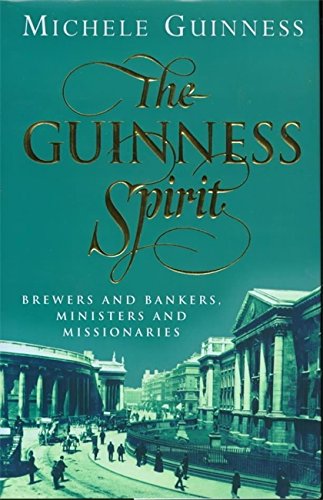 MICHELE GUINNESS
The
GUINNESS
Spirit
BREWERS AND BANKERS,
MINISTERS AND
MISSIONARIES